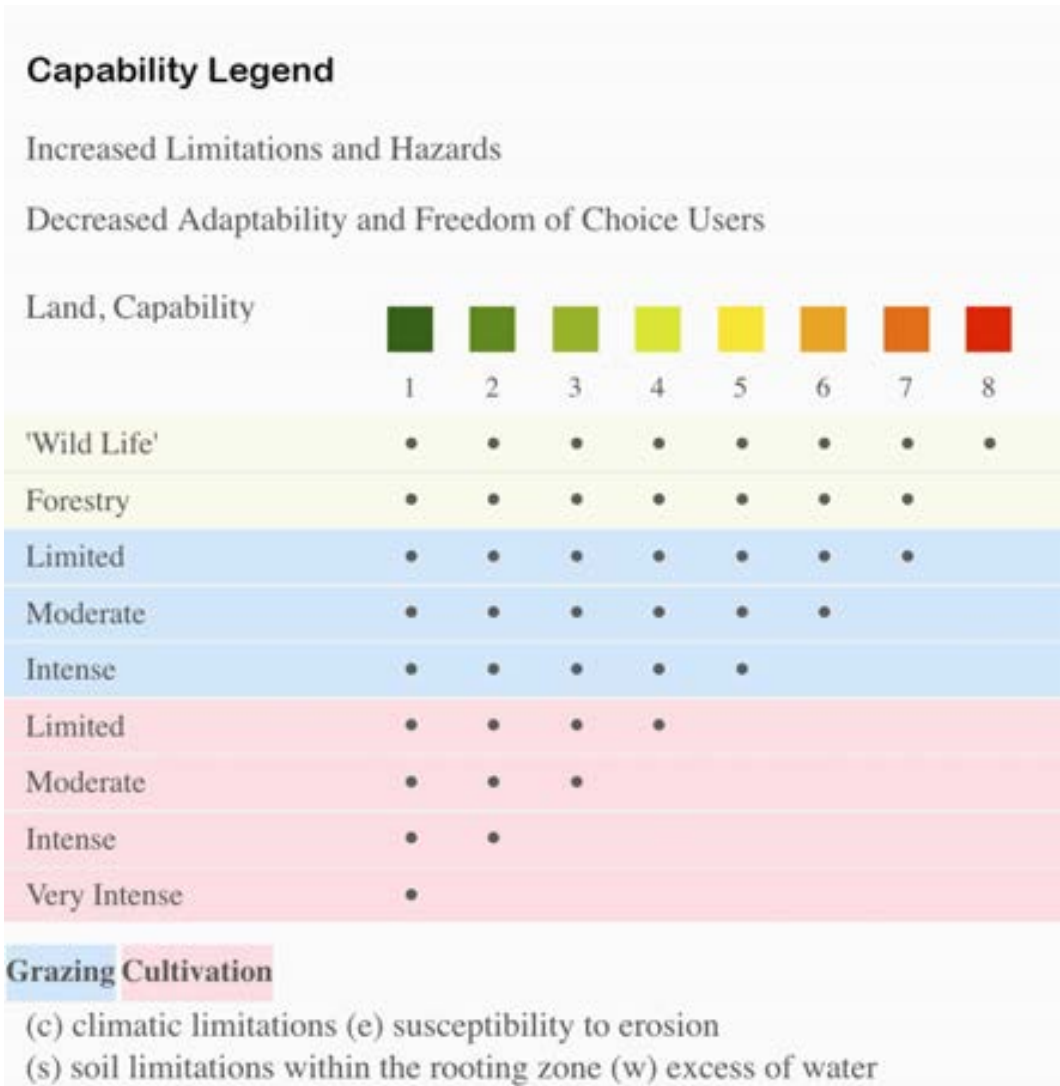 Capability Legend
Increased Limitations and Hazards
Decreased Adaptability and Freedom of Choice Users
Land, Capability
1 2 3 4 5 6 7 8
'Wild Life' • • • • • • • •
Forestry • • • • • • •
Limited • • • • • • •
Moderate • • • • • •
Intense • • • • •
Limited • • • •
Moderate • • •
Intense • •
Very Intense •
Grazing Cultivation
(c) climatic limitations (e) susceptibility to erosion
(s) soil limitations within the rooting zone (w) excess of water